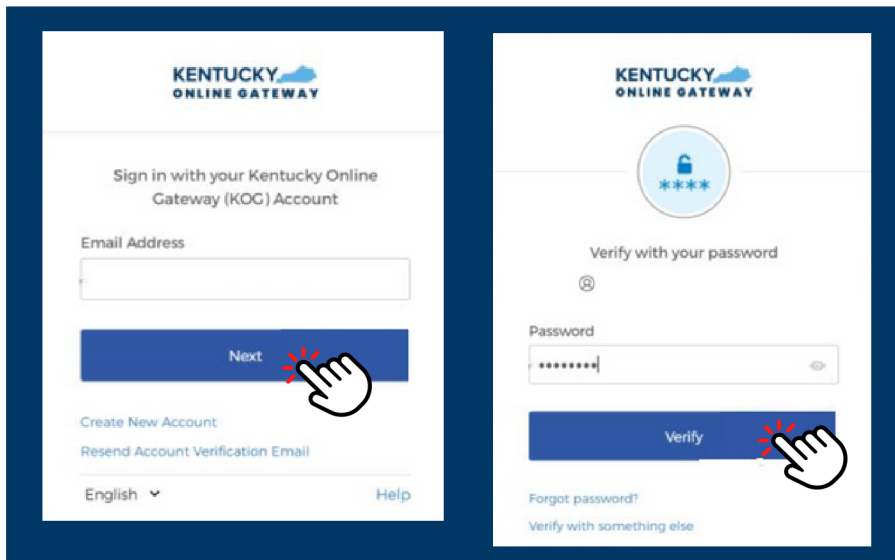 KENTUCKY
ONLINE GATEWAY
Sign in with your Kentucky Online
Gateway (KOG) Account
Email Address
Next
Create New Account
Resend Account Verification Email
English
Help
KENTUCKY
ONLINE GATEWAY
****
Verify with your password
Password
••••••••
Verify
Forgot password?
Verify with something else